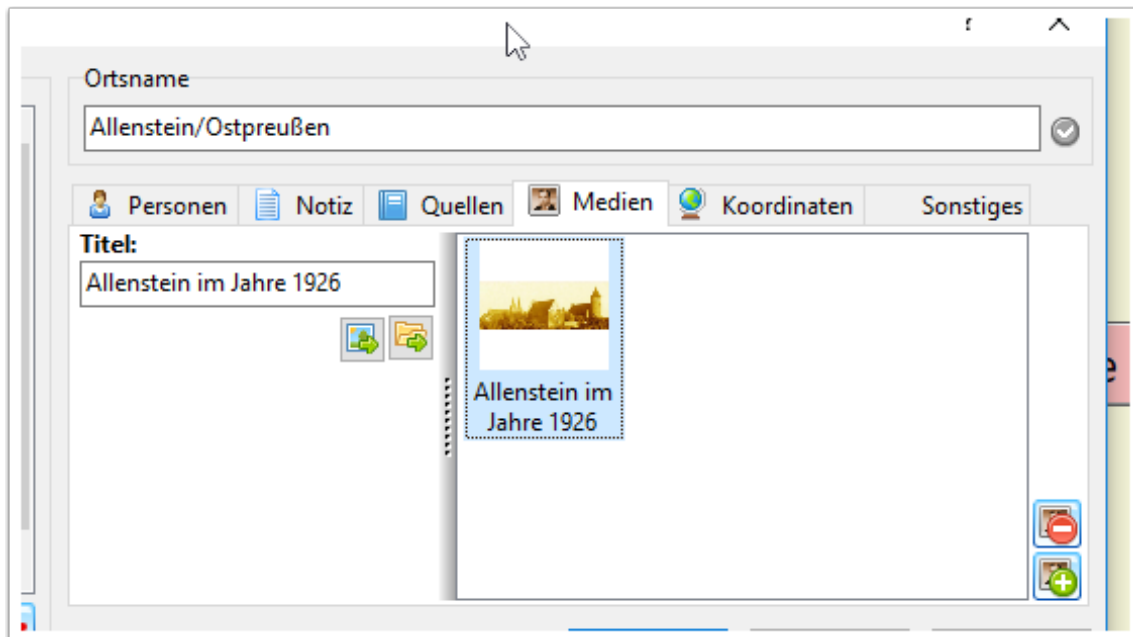 Ortsname
Allenstein/Ostpreußen
Personen Notiz Quellen Medien Koordinaten Sonstiges
Titel:
Allenstein im Jahre 1926
Allenstein im
Jahre 1926